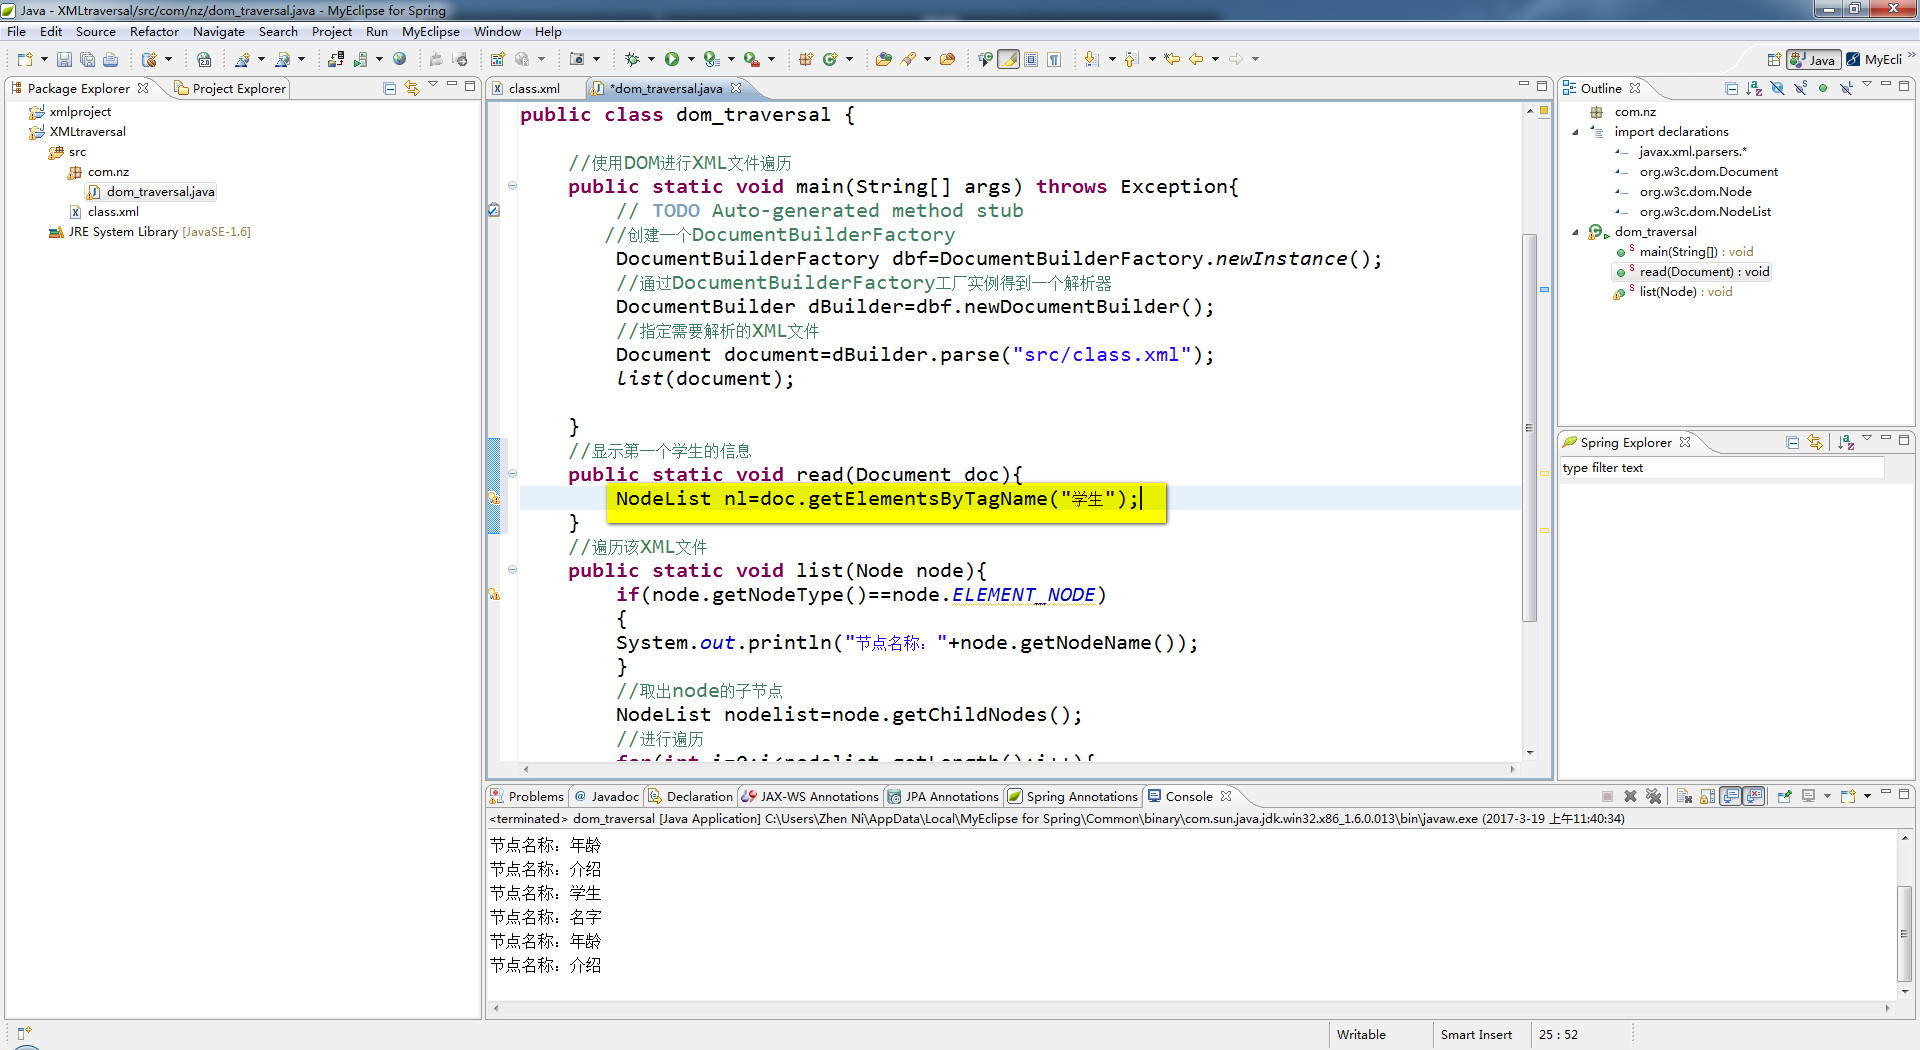 Java - XMLtraversal/src/com/nz/dom_traversal.java - MyEclipse for Spring
File Edit Source Refactor Navigate Search Project Run MyEclipse Window Help
Java MyEcli
Package Explorer Project Explorer
xmlproject
XMLtraversal
src
com.nz
dom_traversal.java
class.xml
JRE System Library [JavaSE-1.6]
class.xml *dom_traversal.java
public class dom_traversal {
//使用DOM进行XML文件遍历
public static void main(String[] args) throws Exception{
// TODO Auto-generated method stub
//创建一个DocumentBuilderFactory
DocumentBuilderFactory dbf=DocumentBuilderFactory.newInstance();
//通过DocumentBuilderFactory工厂实例得到一个解析器
DocumentBuilder dBuilder=dbf.newDocumentBuilder();
//指定需要解析的XML文件
Document document=dBuilder.parse("src/class.xml");
list(document);
}
//显示第一个学生的信息
public static void read(Document doc){
NodeList nl=doc.getElementsByTagName("学生");
}
//遍历该XML文件
public static void list(Node node){
if(node.getNodeType()==node.ELEMENT_NODE)
{
System.out.println("节点名称："+node.getNodeName());
}
//取出node的子节点
NodeList nodelist=node.getChildNodes();
//进行遍历
for(int i=0;i<nodelist.getLength();i++){
Outline
com.nz
import declarations
javax.xml.parsers.*
org.w3c.dom.Document
org.w3c.dom.Node
org.w3c.dom.NodeList
dom_traversal
main(String[]) : void
read(Document) : void
list(Node) : void
Spring Explorer
type filter text
Problems @ Javadoc Declaration JAX-WS Annotations JPA Annotations Spring Annotations Console
<terminated> dom_traversal [Java Application] C:\Users\Zhen Ni\AppData\Local\MyEclipse for Spring\Common\binary\com.sun.java.jdk.win32.x86_1.6.0.013\bin\javaw.exe (2017-3-19 上午11:40:34)
节点名称：年龄
节点名称：介绍
节点名称：学生
节点名称：名字
节点名称：年龄
节点名称：介绍
Writable Smart Insert 25 : 52